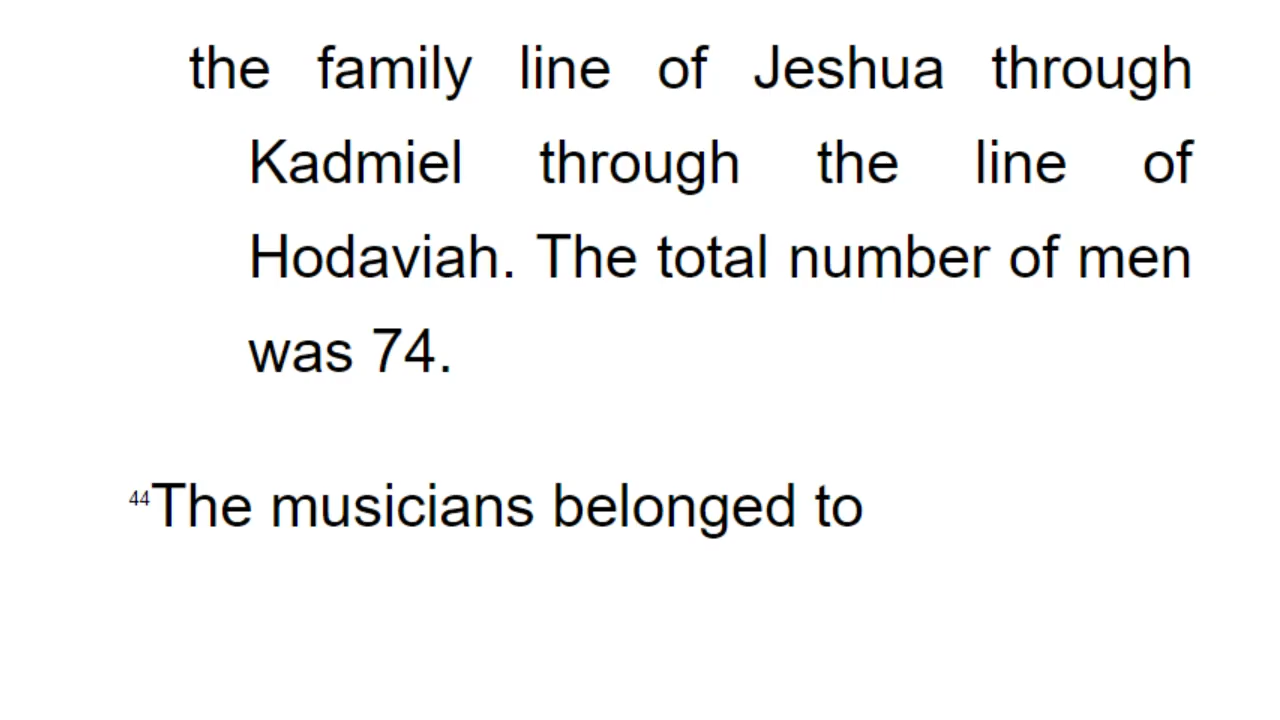 the family line of Jeshua through
Kadmiel through the line of
Hodaviah. The total number of men
was 74.
44The musicians belonged to